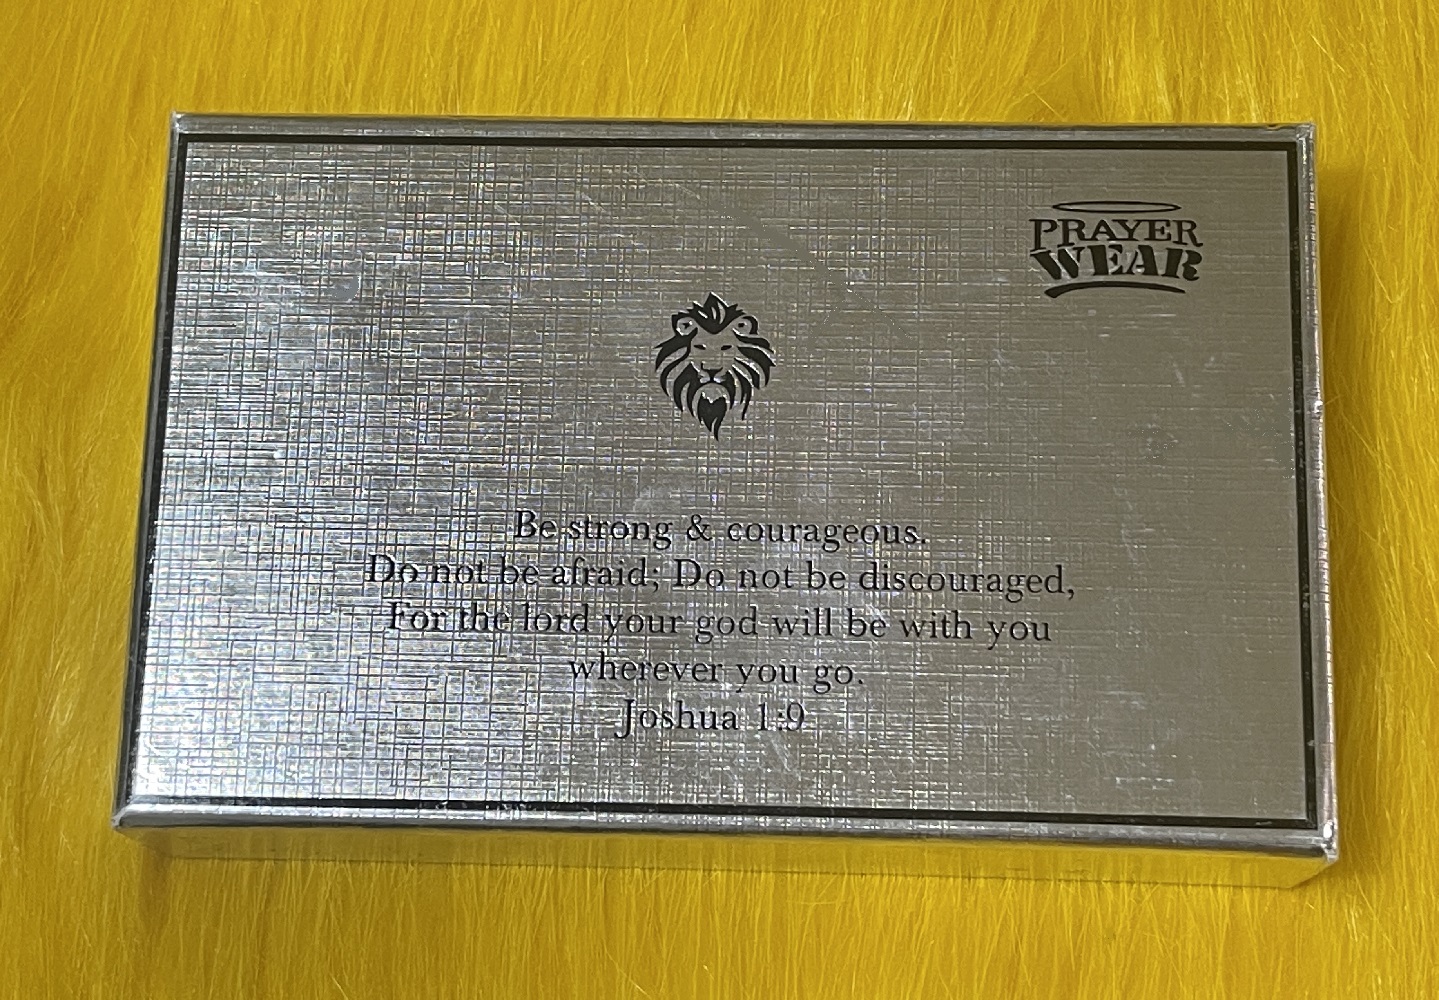 PRAYER
WEAR
Be strong & courageous.
Do not be afraid; Do not be discouraged,
For the lord your god will be with you
wherever you go.
Joshua 1:9